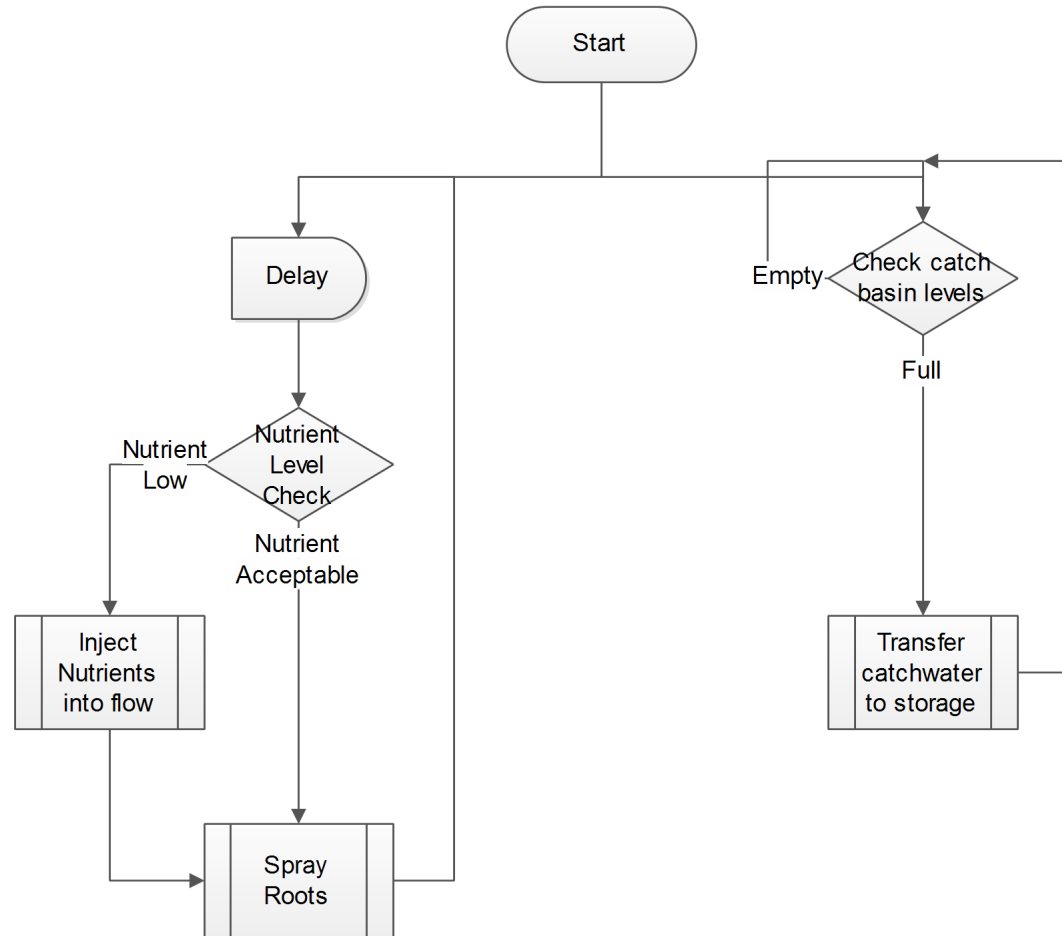 Start
Delay
Empty
Check catch
basin levels
Full
Nutrient
Low
Nutrient
Level
Check
Nutrient
Acceptable
Inject
Nutrients
into flow
Transfer
catchwater
to storage
Spray
Roots